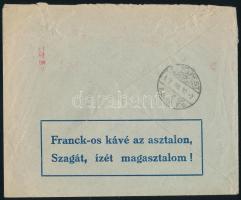 Franck-os kávé az asztalon,
Szagát, ízét magasztalom!